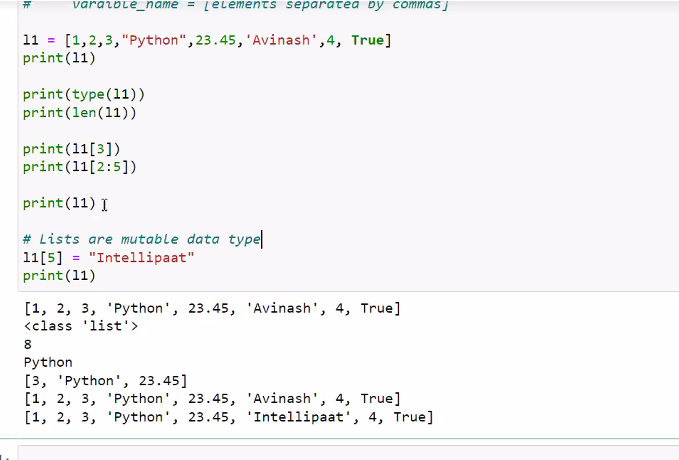 # variable_name = [elements separated by commas]
l1 = [1,2,3,"Python",23.45,'Avinash',4, True]
print(l1)
print(type(l1))
print(len(l1))
print(l1[3])
print(l1[2:5])
print(l1)
# Lists are mutable data type
l1[5] = "Intellipaat"
print(l1)
[1, 2, 3, 'Python', 23.45, 'Avinash', 4, True]
<class 'list'>
8
Python
[3, 'Python', 23.45]
[1, 2, 3, 'Python', 23.45, 'Avinash', 4, True]
[1, 2, 3, 'Python', 23.45, 'Intellipaat', 4, True]